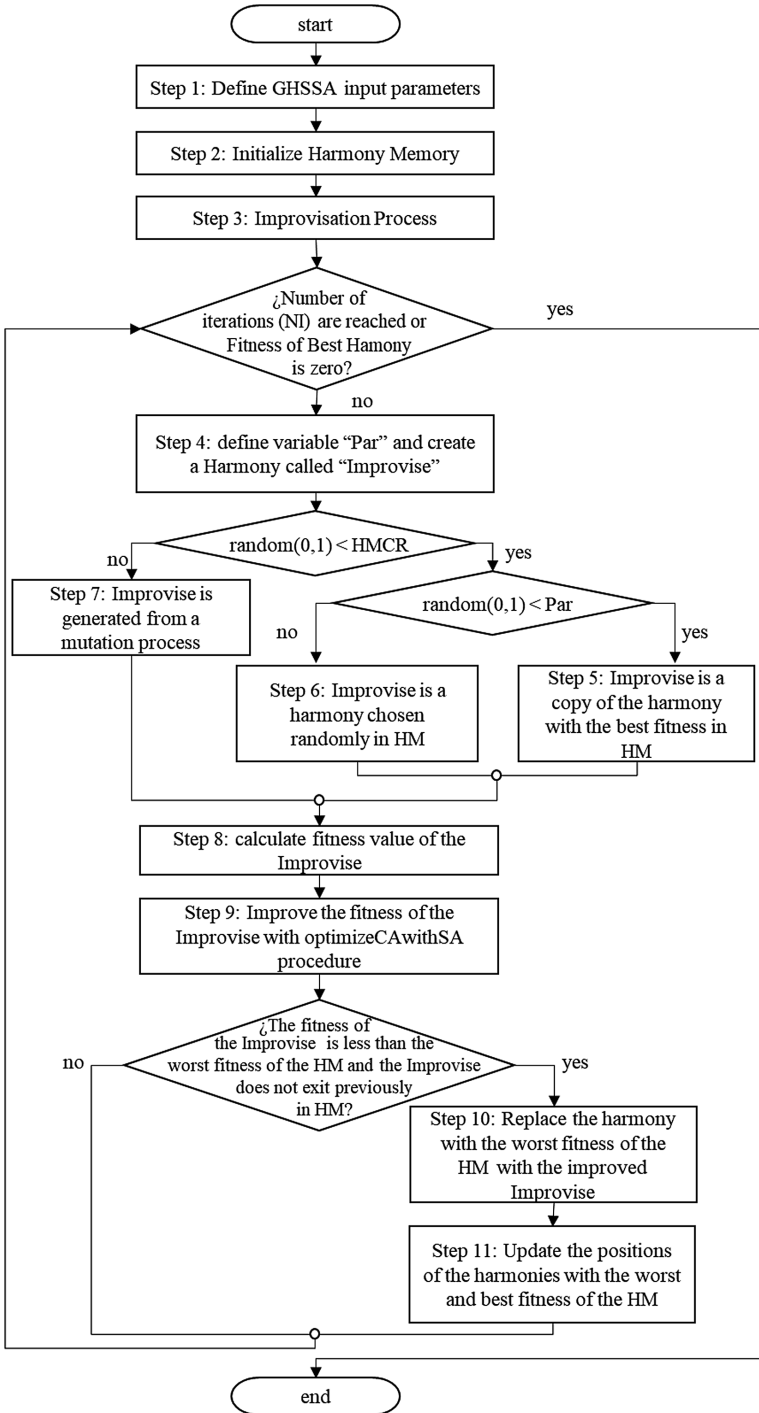 start
Step 1: Define GHSSA input parameters
Step 2: Initialize Harmony Memory
Step 3: Improvisation Process
¿Number of
iterations (NI) are reached or
Fitness of Best Hamony
is zero?
yes
no
Step 4: define variable “Par” and create
a Harmony called “Improvise”
random(0,1) < HMCR
no
yes
Step 7: Improvise is
generated from a
mutation process
random(0,1) < Par
no
yes
Step 6: Improvise is a
harmony chosen
randomly in HM
Step 5: Improvise is a
copy of the harmony
with the best fitness in
HM
Step 8: calculate fitness value of the
Improvise
Step 9: Improve the fitness of the
Improvise with optimizeCAwithSA
procedure
¿The fitness of
the Improvise is less than the
worst fitness of the HM and the Improvise
does not exit previously
in HM?
no
yes
Step 10: Replace the harmony
with the worst fitness of the
HM with the improved
Improvise
Step 11: Update the positions
of the harmonies with the worst
and best fitness of the HM
end